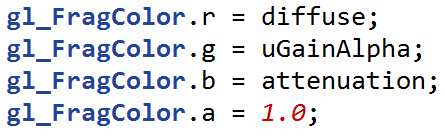 gl_FragColor.r = diffuse;
gl_FragColor.g = uGainAlpha;
gl_FragColor.b = attenuation;
gl_FragColor.a = 1.0;